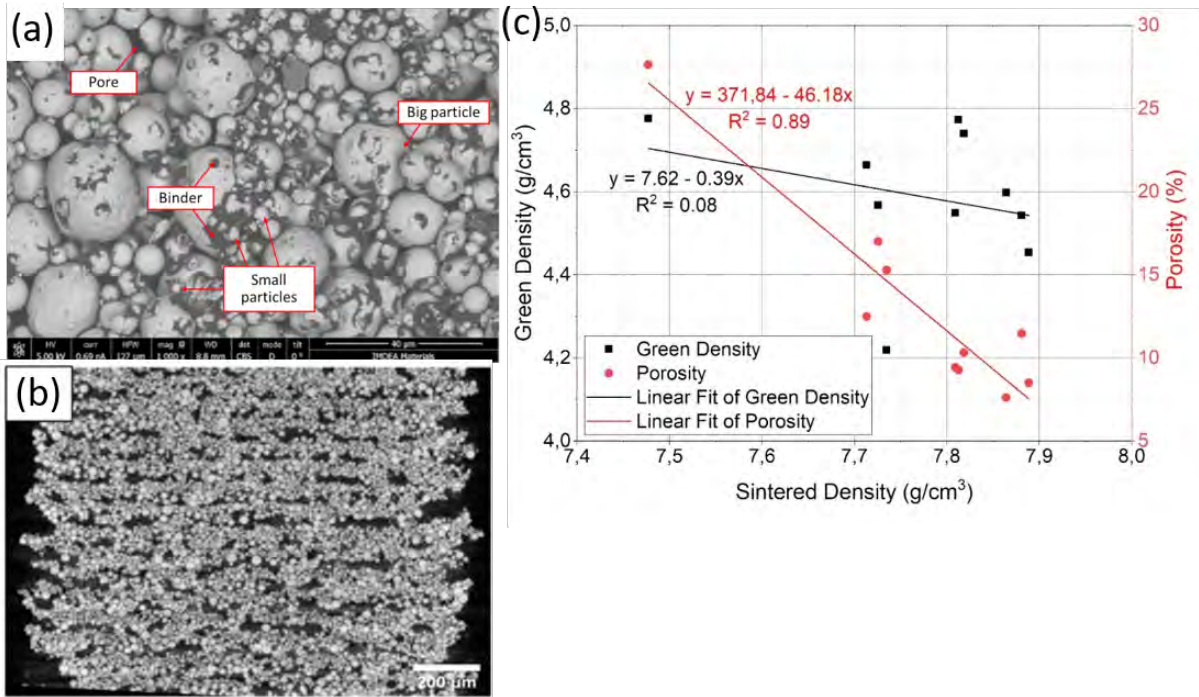 (a)
Pore
Big particle
Binder
Small
particles
HV
curr
HFW
mag
WD
det
mode
tilt
5.00 kV
0.69 nA
127 µm
1 000 x
8.8 mm
CBS
D
0 °
40 µm
IMDEA Materials
(b)
200 µm
(c)
5,0
4,8
4,6
4,4
4,2
4,0
Green Density (g/cm³)
30
25
20
15
10
5
Porosity (%)
y = 371,84 - 46.18x
R² = 0.89
y = 7.62 - 0.39x
R² = 0.08
Green Density
Porosity
Linear Fit of Green Density
Linear Fit of Porosity
7,4
7,5
7,6
7,7
7,8
7,9
8,0
Sintered Density (g/cm³)